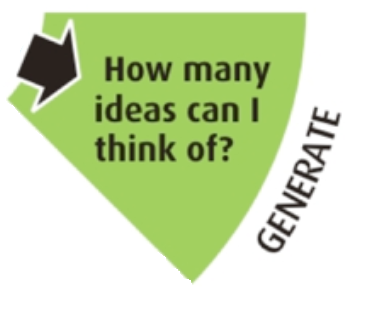 How many
ideas can I
think of?
GENERATE